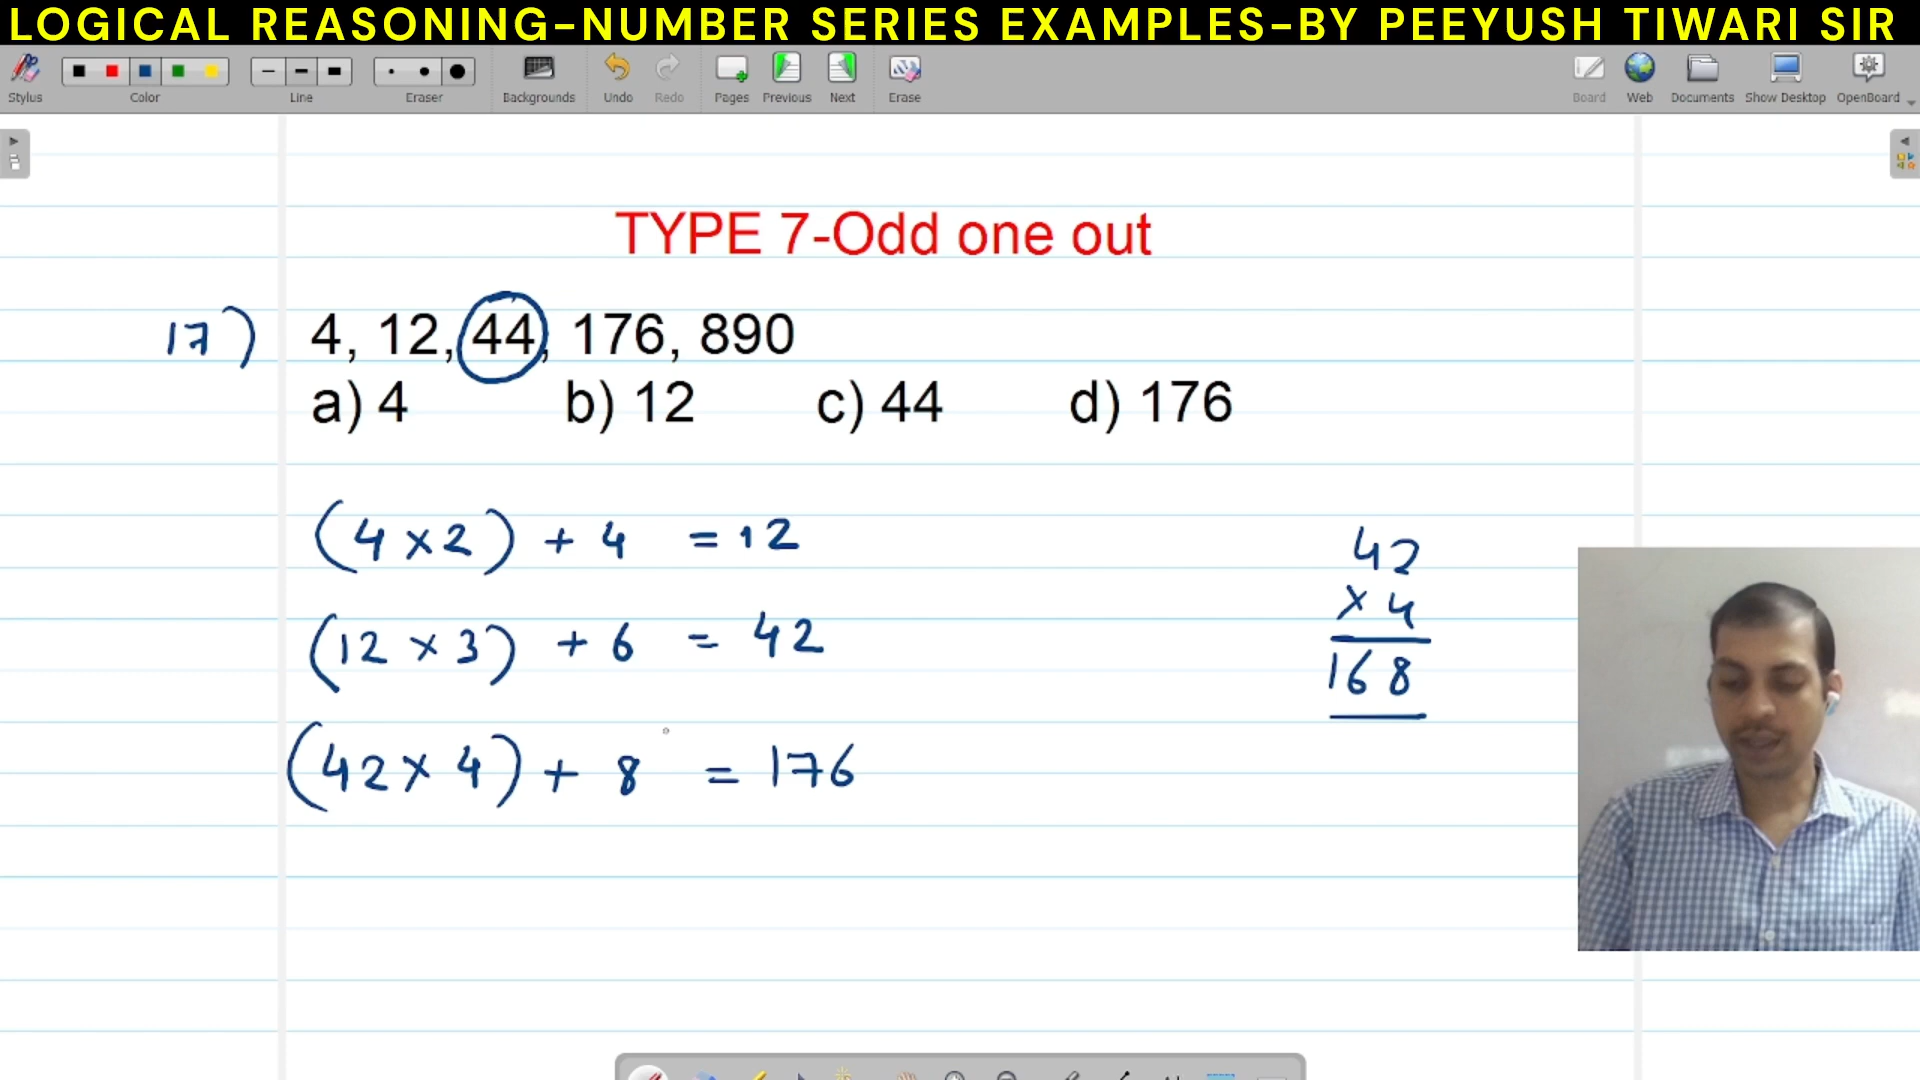 LOGICAL REASONING-NUMBER SERIES EXAMPLES-BY PEEYUSH TIWARI SIR
Stylus Color Line Eraser Backgrounds Undo Redo Pages Previous Next Erase Board Web Documents Show Desktop OpenBoard
TYPE 7-Odd one out
17) 4, 12, 44, 176, 890
a) 4 b) 12 c) 44 d) 176
(4 × 2) + 4 = 12
(12 × 3) + 6 = 42
(42 × 4) + 8 = 176
42
× 4
168